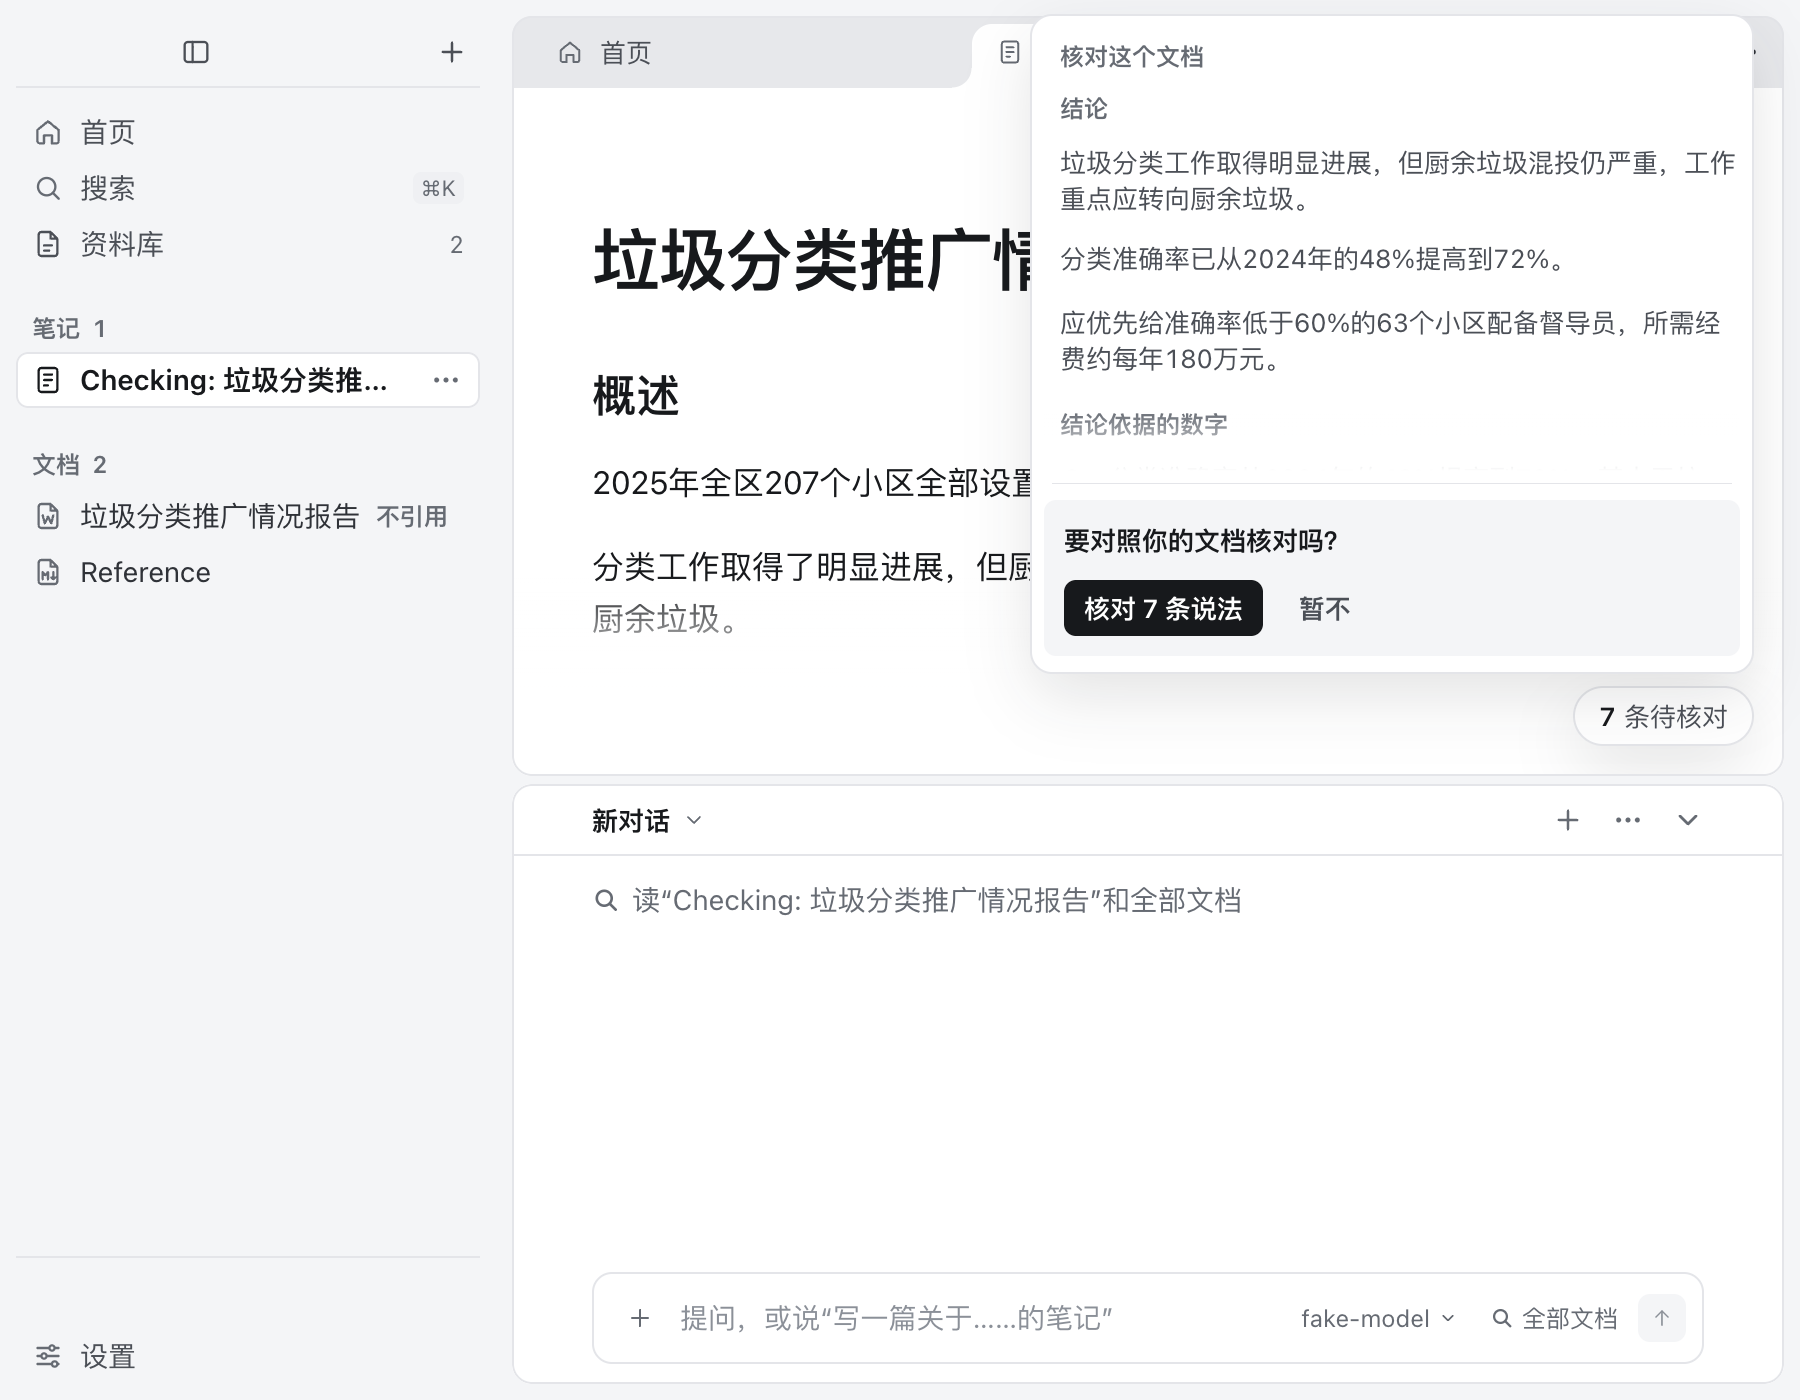 首页
搜索 ⌘K
资料库 2
笔记 1
Checking: 垃圾分类推...
文档 2
垃圾分类推广情况报告 不引用
Reference
设置
首页
垃圾分类推广
概述
2025年全区207个小区全部设置
分类工作取得了明显进展，但厨
厨余垃圾。
核对这个文档
结论
垃圾分类工作取得明显进展，但厨余垃圾混投仍严重，工作
重点应转向厨余垃圾。
分类准确率已从2024年的48%提高到72%。
应优先给准确率低于60%的63个小区配备督导员，所需经
费约每年180万元。
结论依据的数字
要对照你的文档核对吗?
核对 7 条说法 暂不
7 条待核对
新对话
读“Checking: 垃圾分类推广情况报告”和全部文档
提问，或说“写一篇关于……的笔记”
fake-model 全部文档